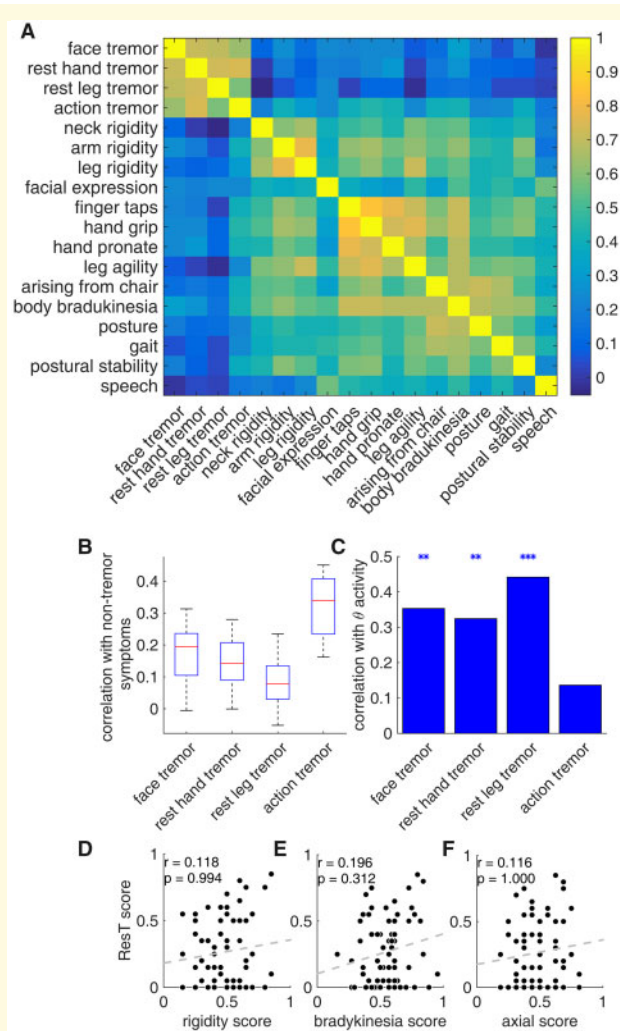 A
face tremor
rest hand tremor
rest leg tremor
action tremor
neck rigidity
arm rigidity
leg rigidity
facial expression
finger taps
hand grip
hand pronate
leg agility
arising from chair
body bradukinesia
posture
gait
postural stability
speech
1
0.9
0.8
0.7
0.6
0.5
0.4
0.3
0.2
0.1
0
face tremor
rest hand tremor
rest leg tremor
action tremor
neck rigidity
arm rigidity
leg rigidity
facial expression
finger taps
hand grip
hand pronate
leg agility
arising from chair
body bradukinesia
posture
gait
postural stability
speech
B
correlation with non-tremor
symptoms
0.4
0.3
0.2
0.1
0
face tremor
rest hand tremor
rest leg tremor
action tremor
C
correlation with θ activity
0.5
0.4
0.3
0.2
0.1
0
** ** ***
face tremor
rest hand tremor
rest leg tremor
action tremor
D
ResT score
1
0.5
0
r = 0.118
p = 0.994
0 0.5 1
rigidity score
E
1
0.5
0
r = 0.196
p = 0.312
0 0.5 1
bradykinesia score
F
1
0.5
0
r = 0.116
p = 1.000
0 0.5 1
axial score